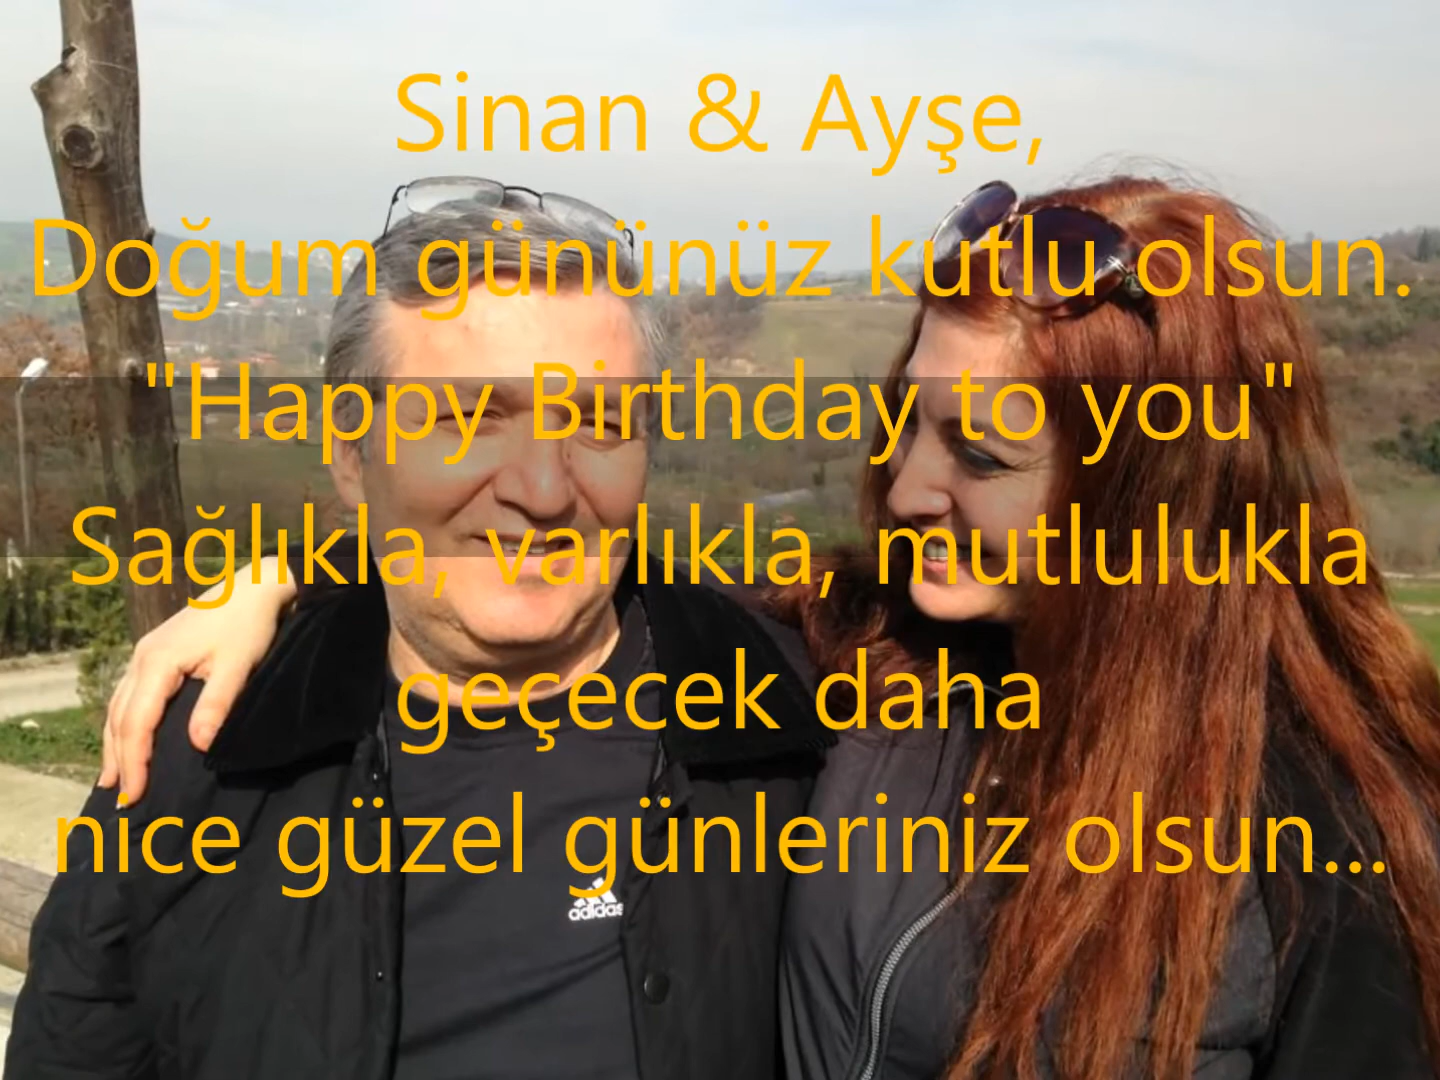 Sinan & Ayşe,
Doğum gününüz kutlu olsun.
"Happy Birthday to you"
Sağlıkla, varlıkla, mutlulukla
geçecek daha
nice güzel günleriniz olsun...
adidas